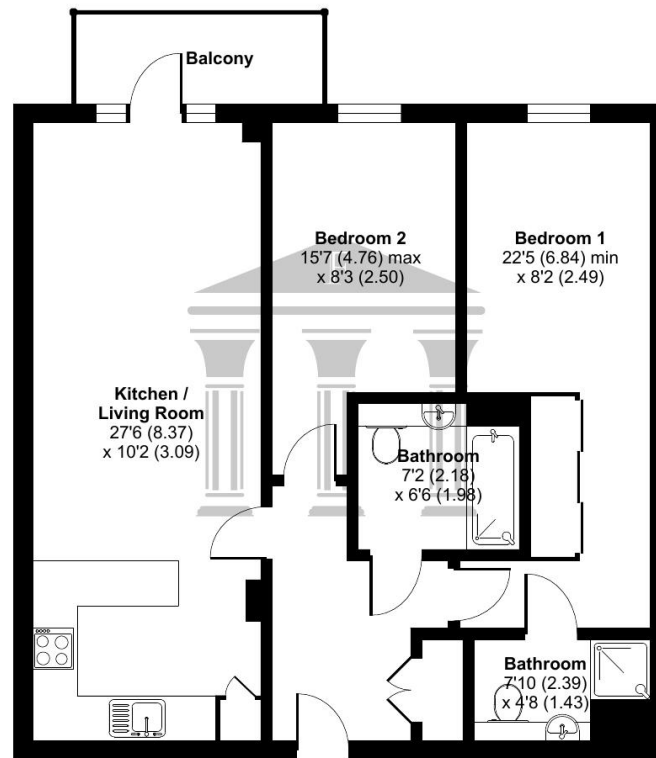 Balcony
Bedroom 2
15'7 (4.76) max
x 8'3 (2.50)
Bedroom 1
22'5 (6.84) min
x 8'2 (2.49)
Kitchen /
Living Room
27'6 (8.37)
x 10'2 (3.09)
Bathroom
7'2 (2.18)
x 6'6 (1.98)
Bathroom
7'10 (2.39)
x 4'8 (1.43)